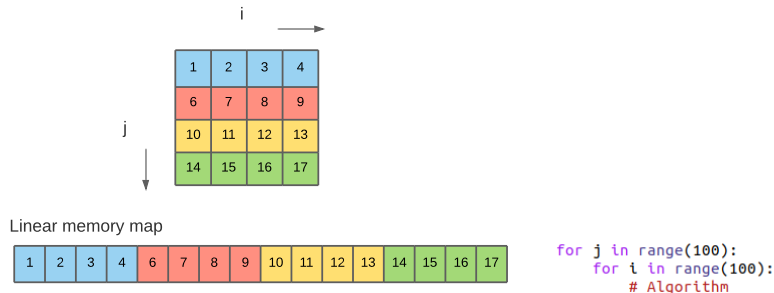 i
1 2 3 4
6 7 8 9
j
10 11 12 13
14 15 16 17
Linear memory map
1 2 3 4 6 7 8 9 10 11 12 13 14 15 16 17
for j in range(100):
    for i in range(100):
        # Algorithm